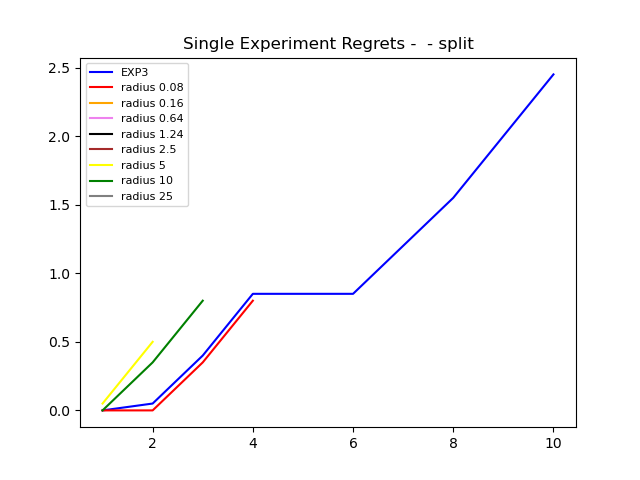 Single Experiment Regrets -  - split
2.5
2.0
1.5
1.0
0.5
0.0
EXP3
radius 0.08
radius 0.16
radius 0.64
radius 1.24
radius 2.5
radius 5
radius 10
radius 25
2 4 6 8 10